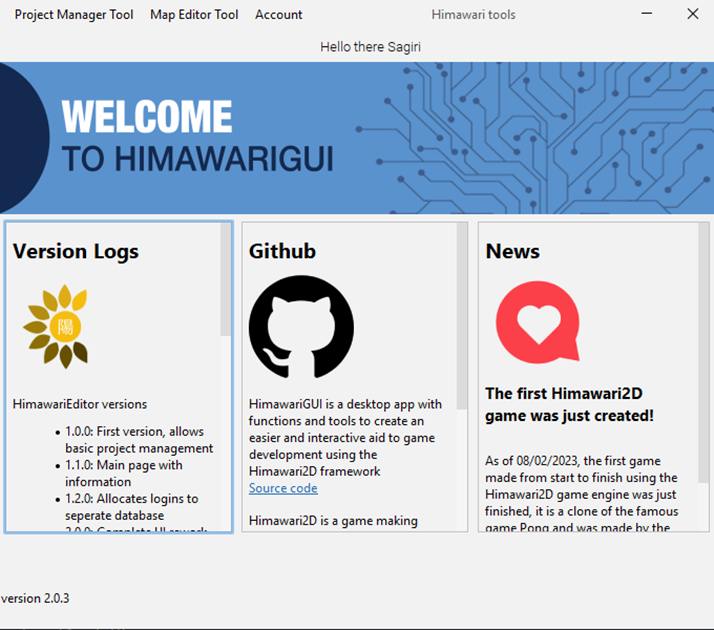 Project Manager Tool Map Editor Tool Account Himawari tools
Hello there Sagiri
WELCOME
TO HIMAWARIGUI
Version Logs
HimawariEditor versions
1.0.0: First version, allows
basic project management
1.1.0: Main page with
information
1.2.0: Allocates logins to
seperate database
2.0.0: Complete UI rework
Github
HimawariGUI is a desktop app with
functions and tools to create an
easier and interactive aid to game
development using the
Himawari2D framework
Source code
Himawari2D is a game making
News
The first Himawari2D
game was just created!
As of 08/02/2023, the first game
made from start to finish using the
Himawari2D game engine was just
finished, it is a clone of the famous
game Pong and was made by the
version 2.0.3